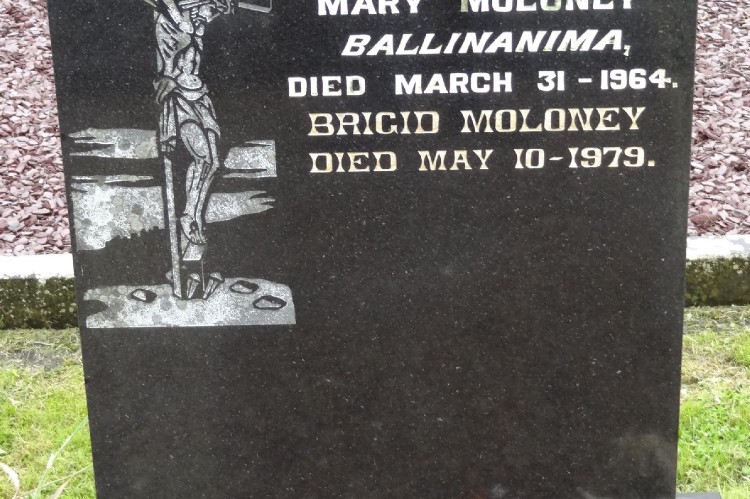 MARY MOLONEY
BALLINANIMA,
DIED MARCH 31-1964.
BRIGID MOLONEY
DIED MAY 10-1979.